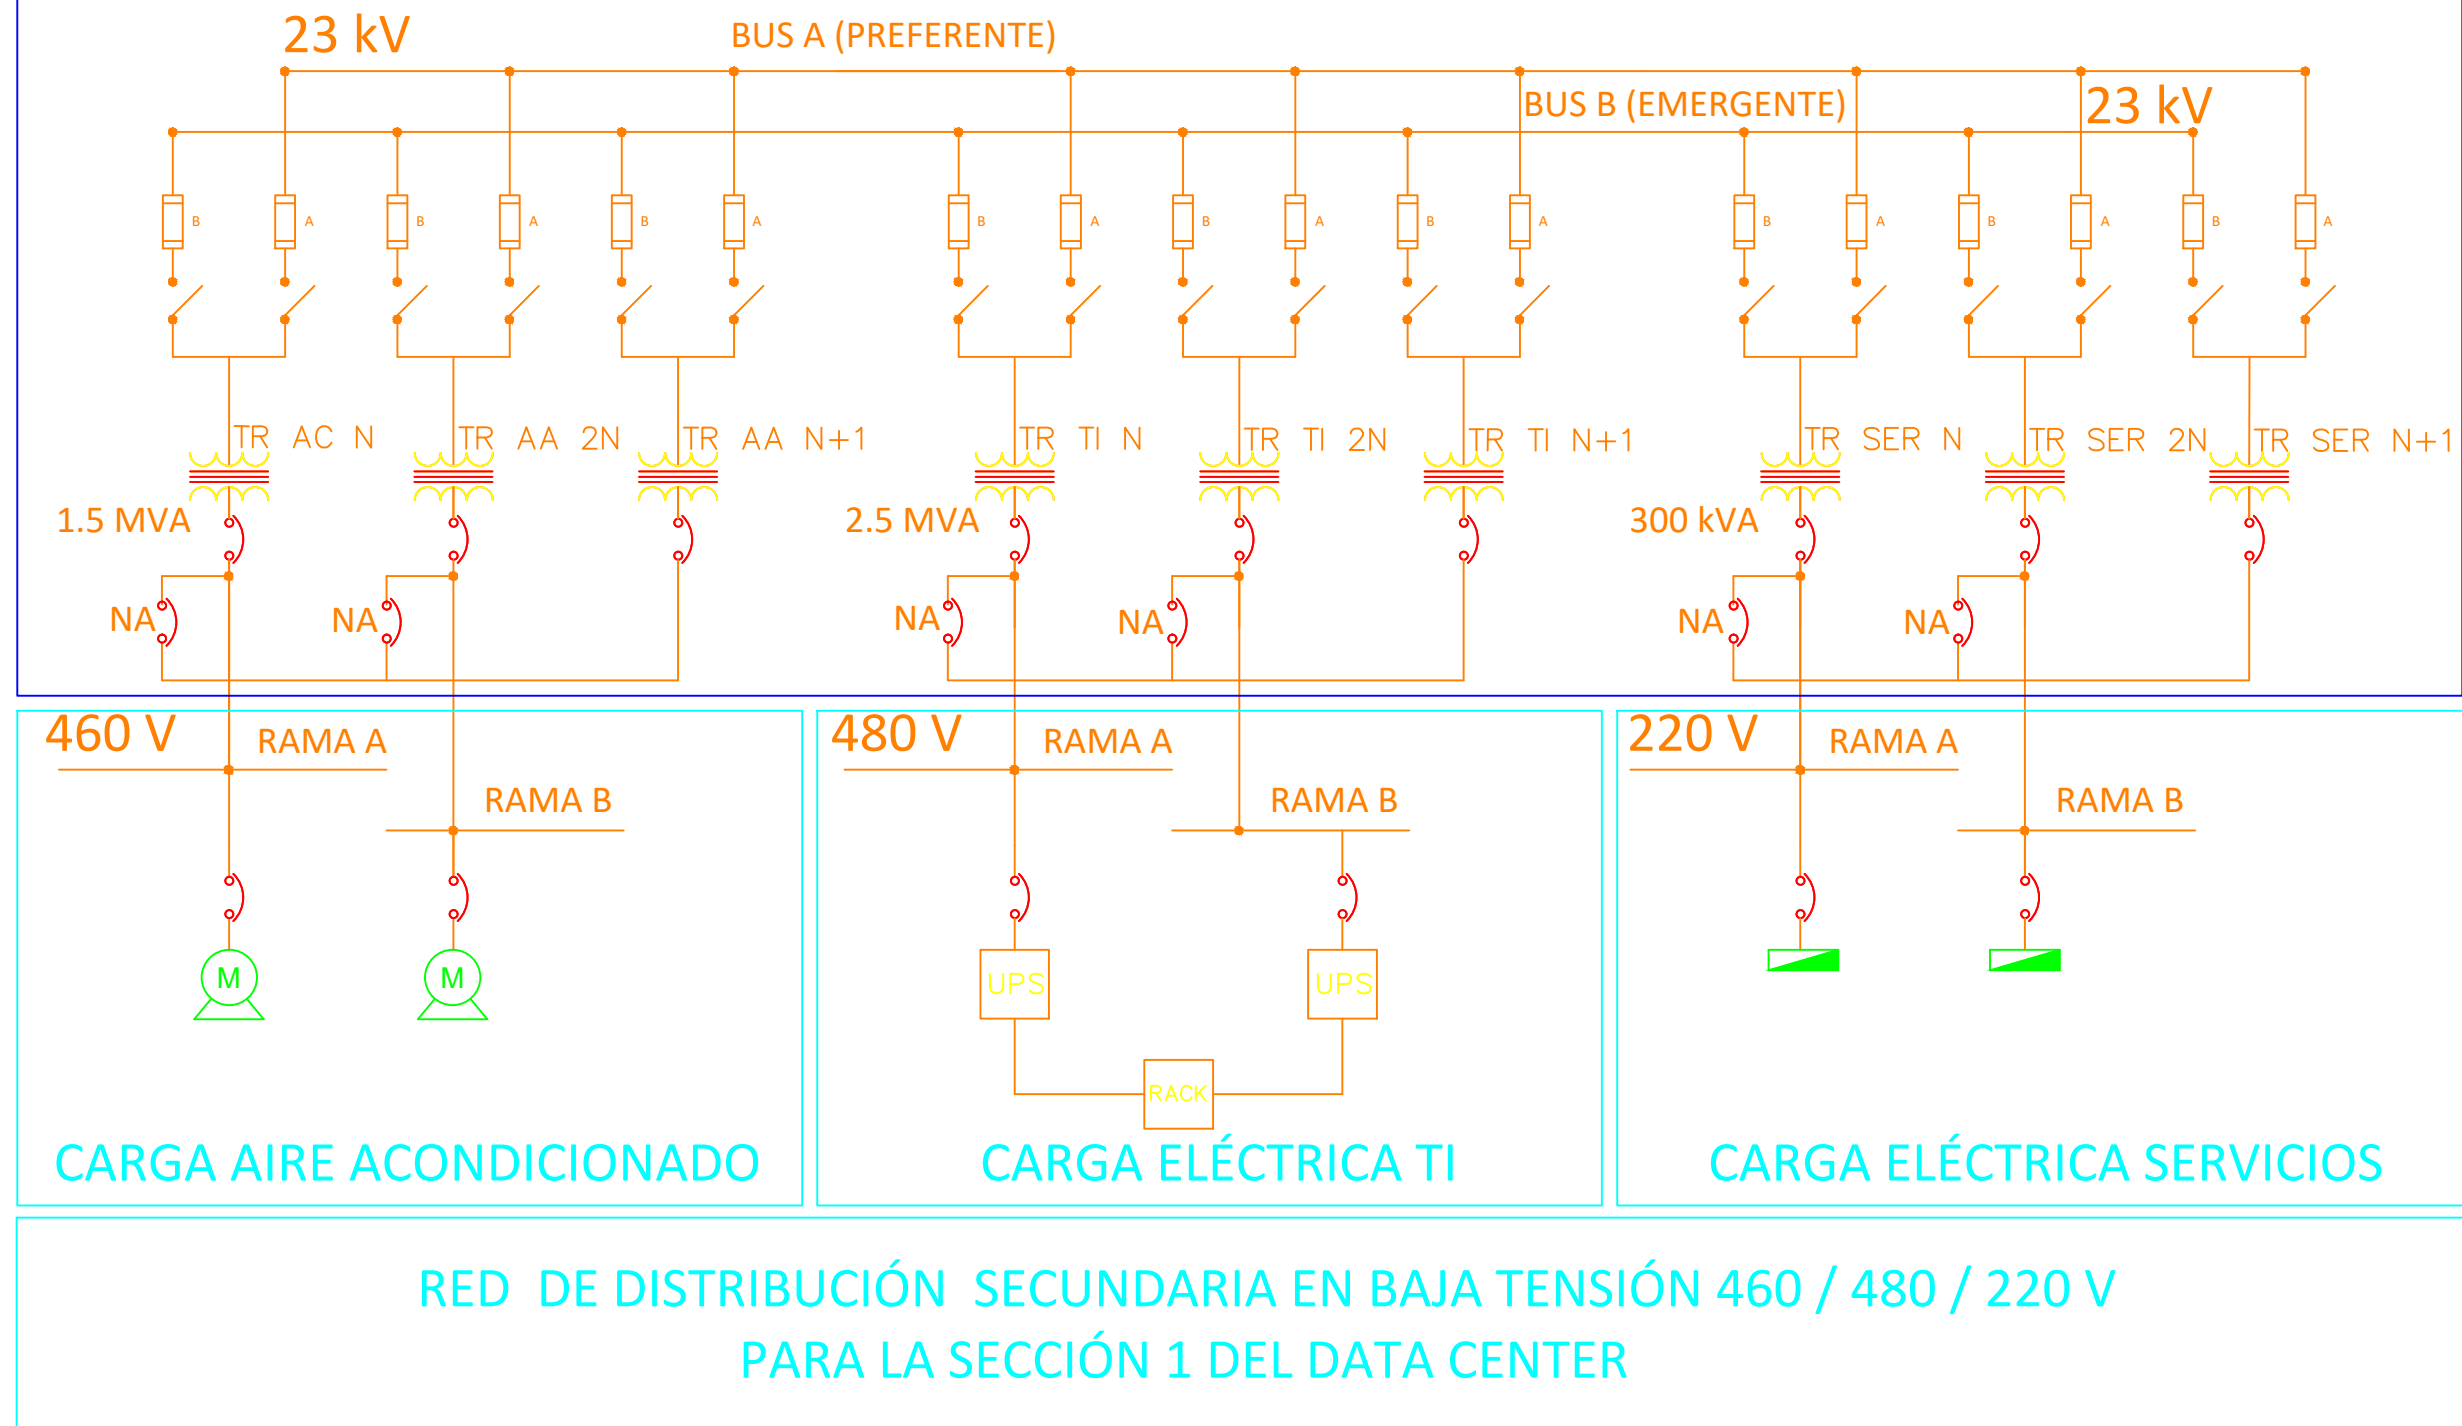 23 kV
BUS A (PREFERENTE)
BUS B (EMERGENTE)
23 kV
B
A
B
A
B
A
B
A
B
A
B
A
B
A
B
A
B
A
TR AC N
TR AA 2N
TR AA N+1
TR TI N
TR TI 2N
TR TI N+1
TR SER N
TR SER 2N
TR SER N+1
1.5 MVA
2.5 MVA
300 kVA
NA
NA
NA
NA
NA
NA
460 V
RAMA A
480 V
RAMA A
220 V
RAMA A
RAMA B
RAMA B
RAMA B
M
M
UPS
UPS
RACK
CARGA AIRE ACONDICIONADO
CARGA ELÉCTRICA TI
CARGA ELÉCTRICA SERVICIOS
RED DE DISTRIBUCIÓN SECUNDARIA EN BAJA TENSIÓN 460 / 480 / 220 V
PARA LA SECCIÓN 1 DEL DATA CENTER